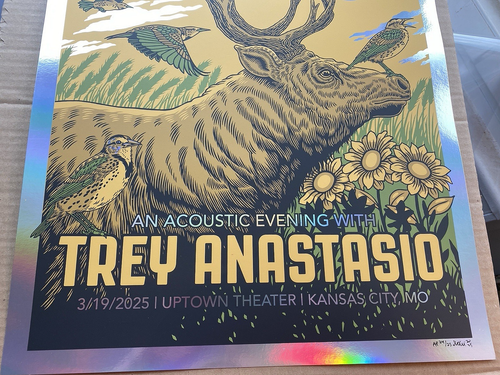 AN ACOUSTIC EVENING WITH
TREY ANASTASIO
3/19/2025 | UPTOWN THEATER | KANSAS CITY, MO